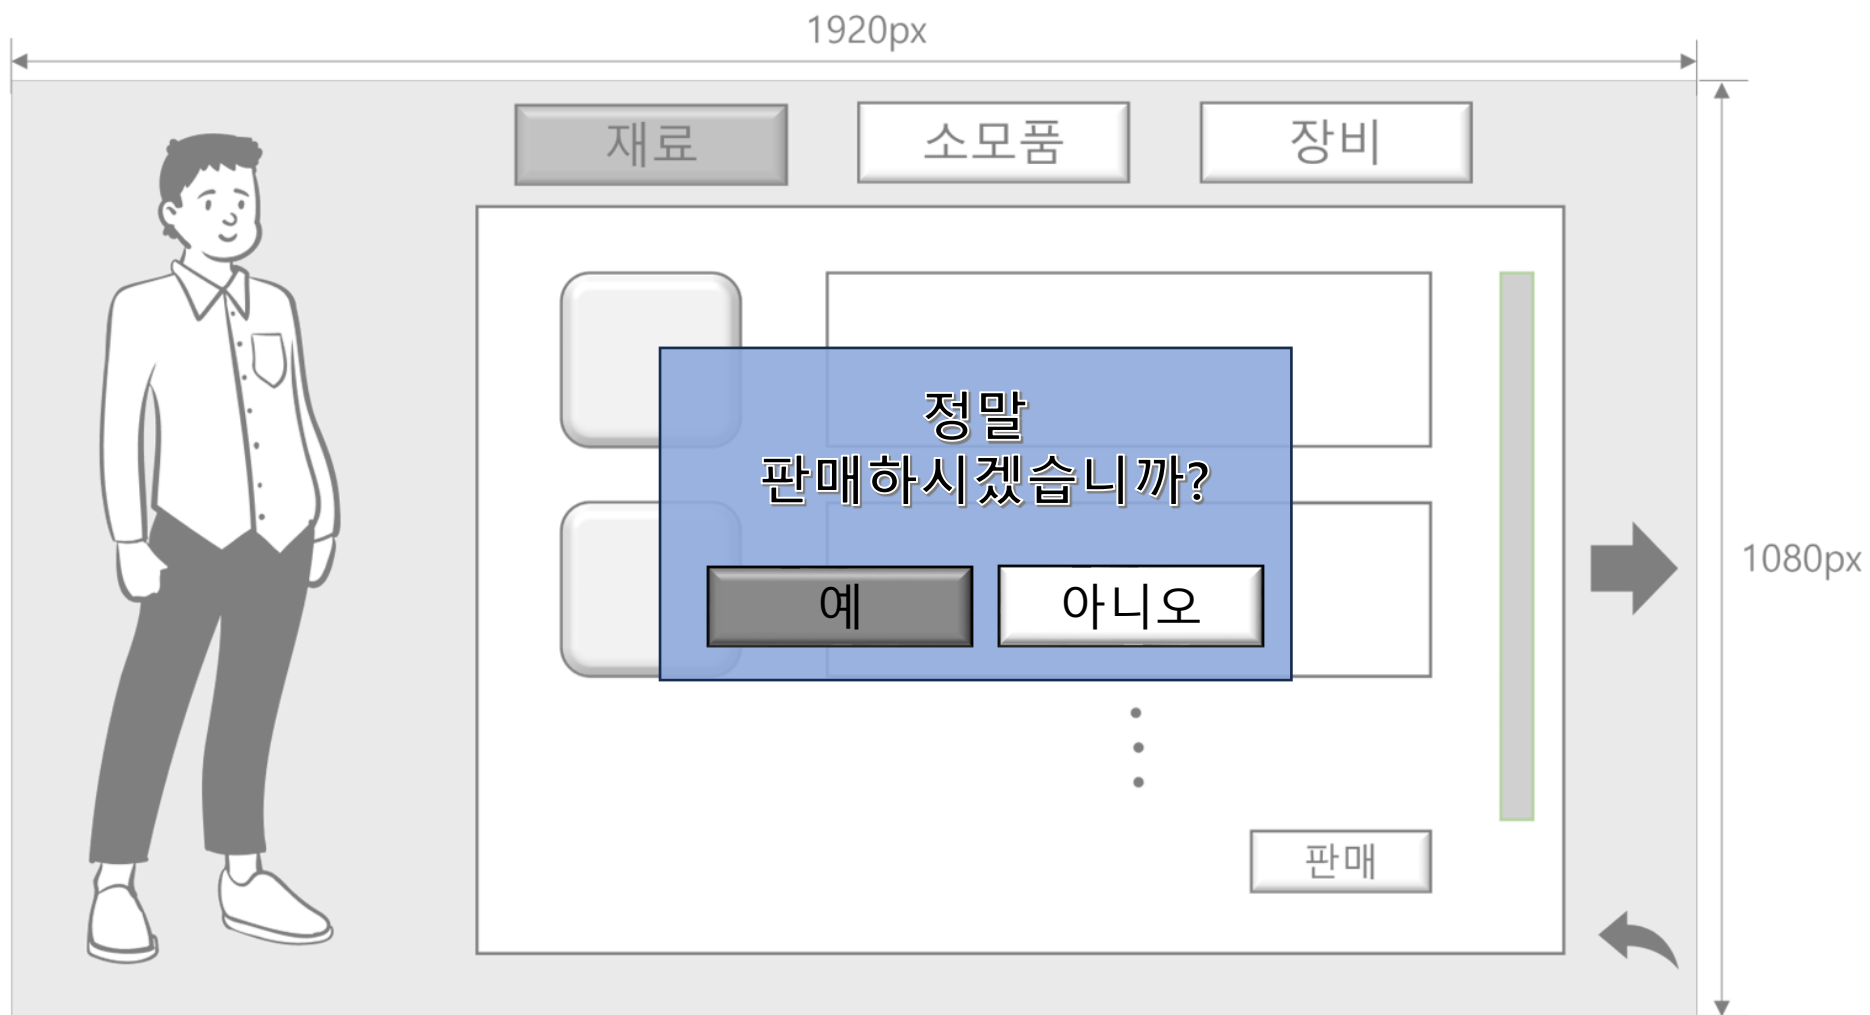 1920px
재료
소모품
장비
정말
판매하시겠습니까?
예
아니오
1080px
판매